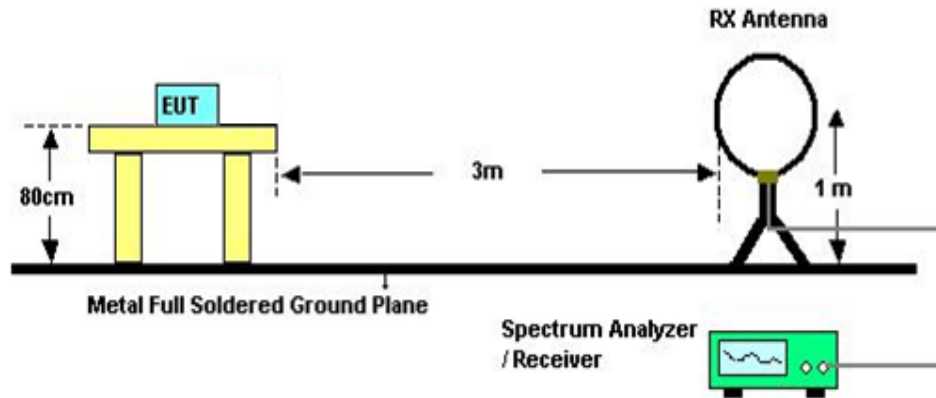 RX Antenna
EUT
3m
80cm
1 m
Metal Full Soldered Ground Plane
Spectrum Analyzer
/ Receiver